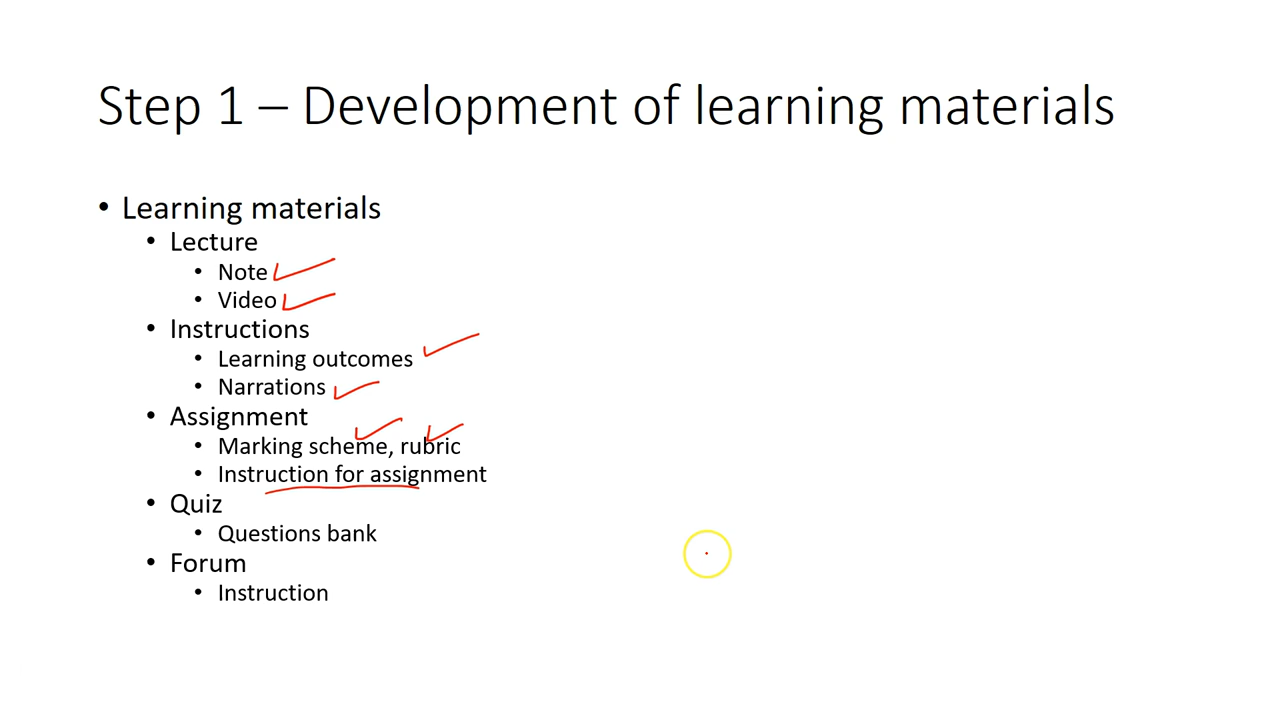 Step 1 – Development of learning materials
• Learning materials
• Lecture
• Note
• Video
• Instructions
• Learning outcomes
• Narrations
• Assignment
• Marking scheme, rubric
• Instruction for assignment
• Quiz
• Questions bank
• Forum
• Instruction